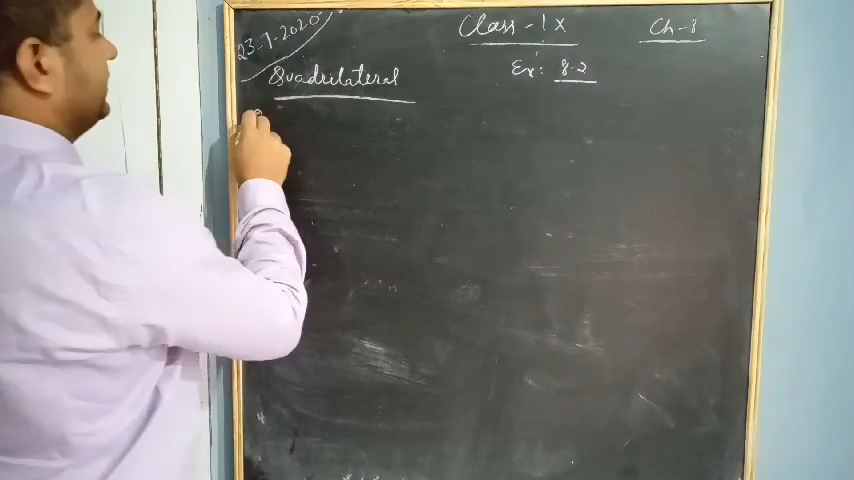 23-7-2020
Class - IX
Ch-8
Quadrilateral
Ex: 8.2